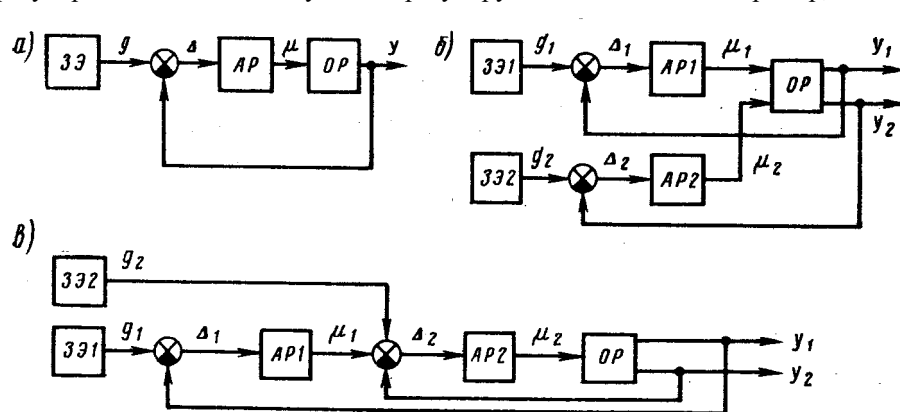 а)
ЗЭ
g
Δ
АР
μ
ОР
y
б)
ЗЭ1
g1
Δ1
АР1
μ1
ОР
y1
y2
ЗЭ2
g2
Δ2
АР2
μ2
в)
ЗЭ2
g2
ЗЭ1
g1
Δ1
АР1
μ1
Δ2
АР2
μ2
ОР
y1
y2